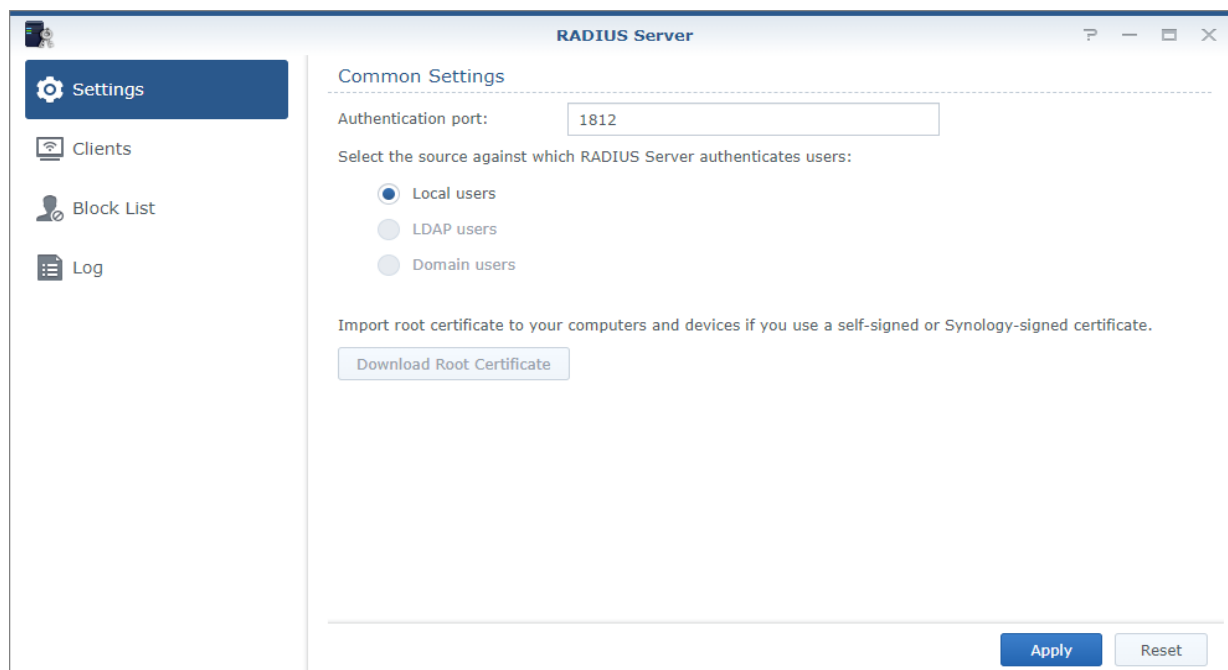 RADIUS Server
Settings
Clients
Block List
Log
Common Settings
Authentication port: 1812
Select the source against which RADIUS Server authenticates users:
Local users
LDAP users
Domain users
Import root certificate to your computers and devices if you use a self-signed or Synology-signed certificate.
Download Root Certificate
Apply Reset